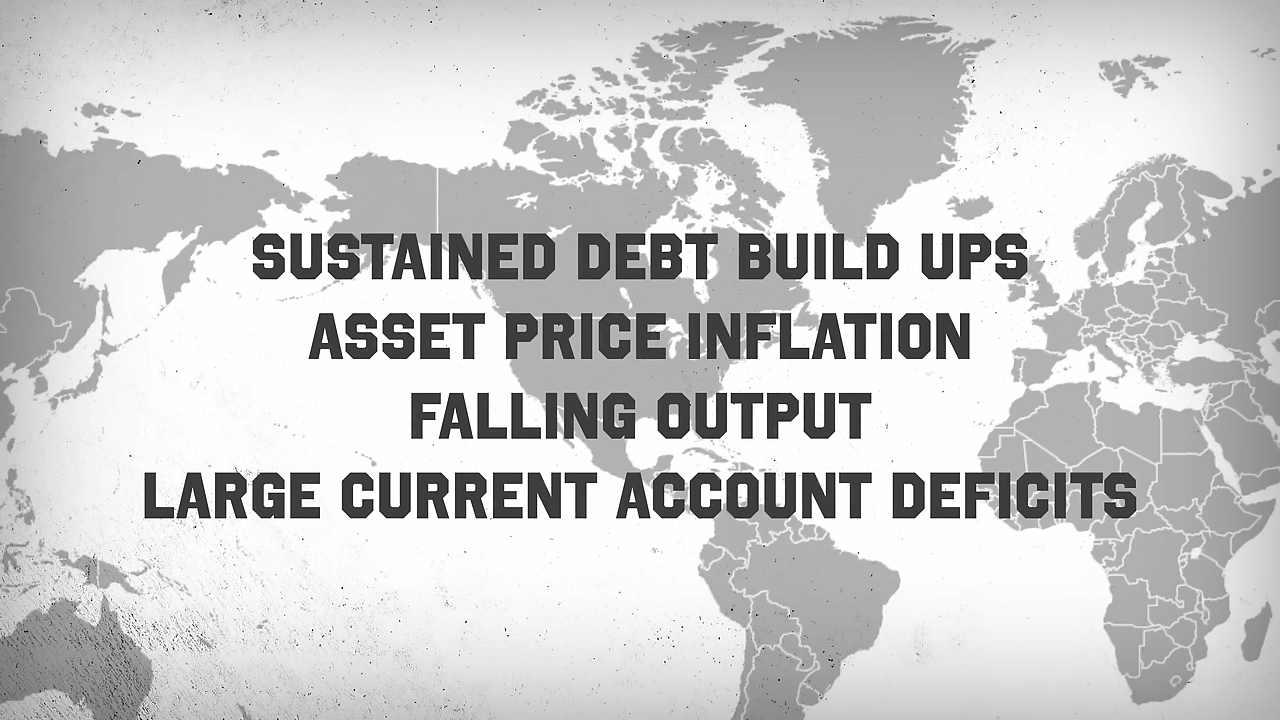 SUSTAINED DEBT BUILD UPS
ASSET PRICE INFLATION
FALLING OUTPUT
LARGE CURRENT ACCOUNT DEFICITS